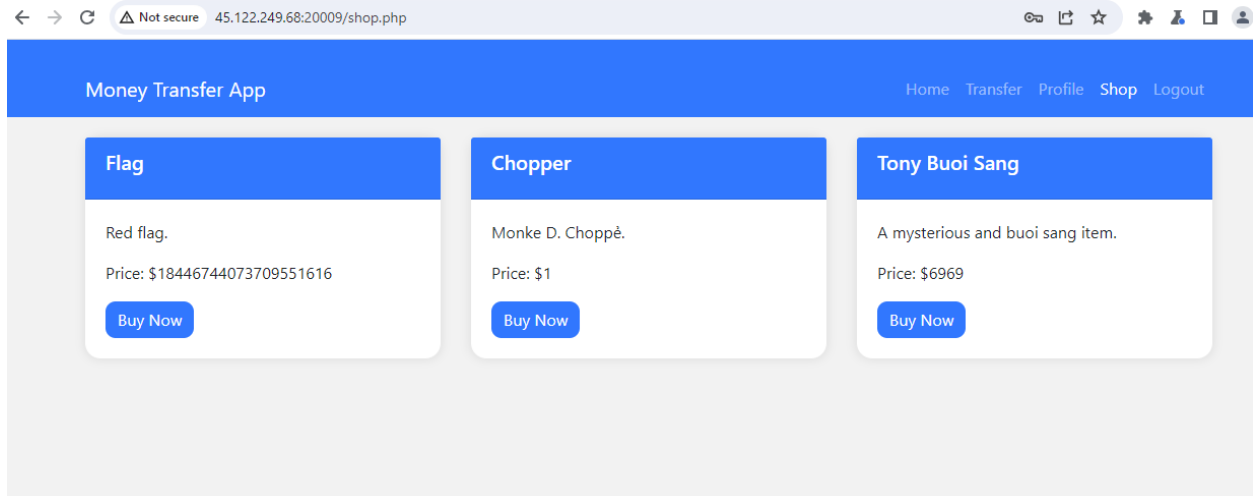 Not secure 45.122.249.68:20009/shop.php
Money Transfer App Home Transfer Profile Shop Logout
Flag
Red flag.
Price: $18446744073709551616
Buy Now
Chopper
Monke D. Choppẻ.
Price: $1
Buy Now
Tony Buoi Sang
A mysterious and buoi sang item.
Price: $6969
Buy Now